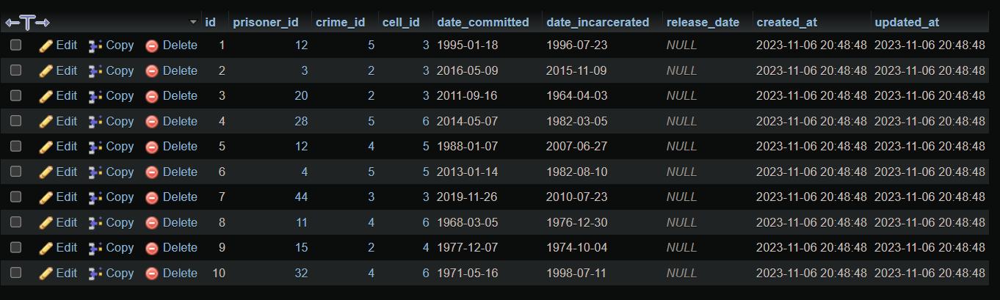 id prisoner_id crime_id cell_id date_committed date_incarcerated release_date created_at updated_at
Edit Copy Delete 1 12 5 3 1995-01-18 1996-07-23 NULL 2023-11-06 20:48:48 2023-11-06 20:48:48
Edit Copy Delete 2 3 2 3 2016-05-09 2015-11-09 NULL 2023-11-06 20:48:48 2023-11-06 20:48:48
Edit Copy Delete 3 20 2 3 2011-09-16 1964-04-03 NULL 2023-11-06 20:48:48 2023-11-06 20:48:48
Edit Copy Delete 4 28 5 6 2014-05-07 1982-03-05 NULL 2023-11-06 20:48:48 2023-11-06 20:48:48
Edit Copy Delete 5 12 4 5 1988-01-07 2007-06-27 NULL 2023-11-06 20:48:48 2023-11-06 20:48:48
Edit Copy Delete 6 4 5 5 2013-01-14 1982-08-10 NULL 2023-11-06 20:48:48 2023-11-06 20:48:48
Edit Copy Delete 7 44 3 3 2019-11-26 2010-07-23 NULL 2023-11-06 20:48:48 2023-11-06 20:48:48
Edit Copy Delete 8 11 4 6 1968-03-05 1976-12-30 NULL 2023-11-06 20:48:48 2023-11-06 20:48:48
Edit Copy Delete 9 15 2 4 1977-12-07 1974-10-04 NULL 2023-11-06 20:48:48 2023-11-06 20:48:48
Edit Copy Delete 10 32 4 6 1971-05-16 1998-07-11 NULL 2023-11-06 20:48:48 2023-11-06 20:48:48